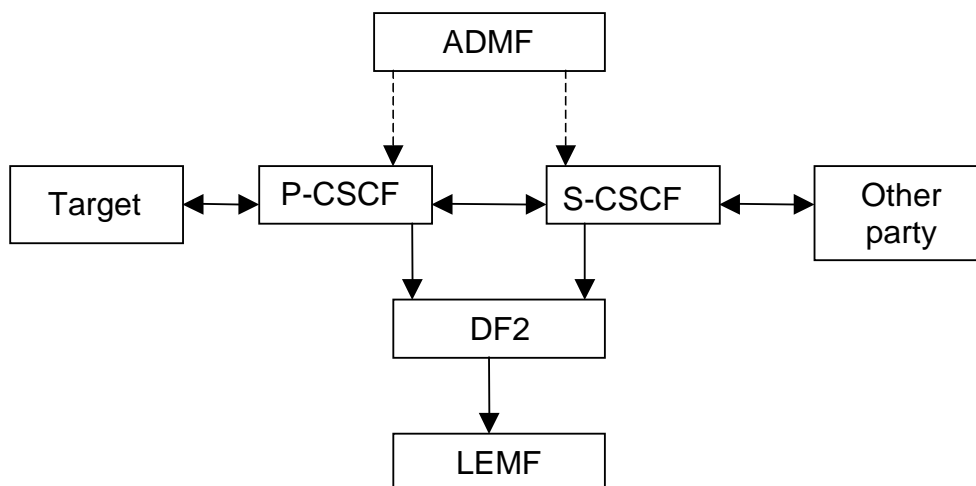 ADMF
Target
P-CSCF
S-CSCF
Other
party
DF2
LEMF